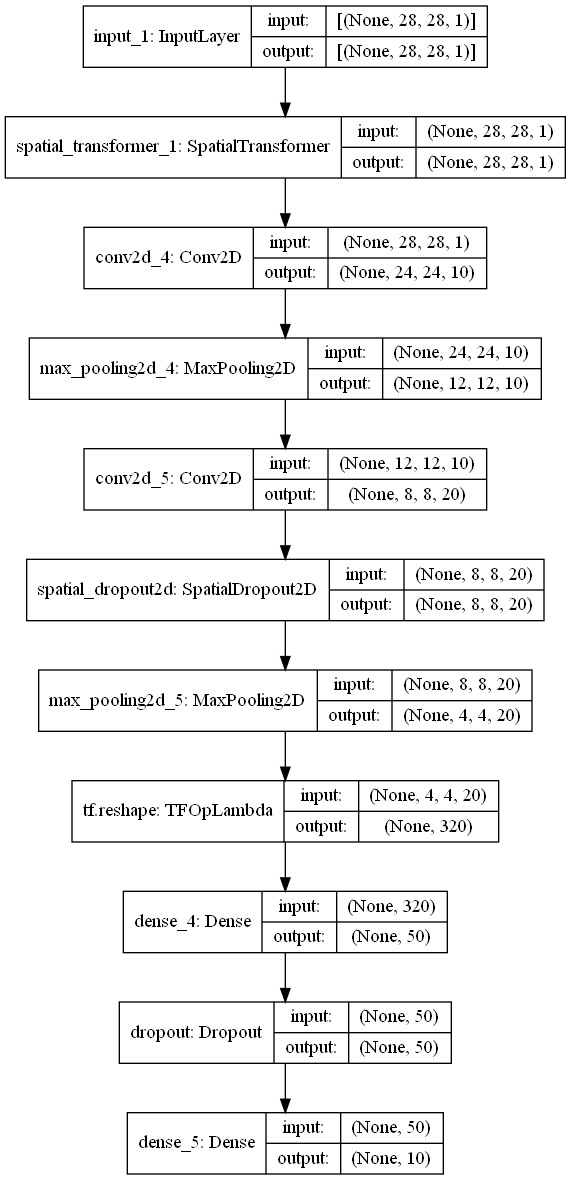 input_1: InputLayer
input: [(None, 28, 28, 1)]
output: [(None, 28, 28, 1)]
spatial_transformer_1: SpatialTransformer
input: (None, 28, 28, 1)
output: (None, 28, 28, 1)
conv2d_4: Conv2D
input: (None, 28, 28, 1)
output: (None, 24, 24, 10)
max_pooling2d_4: MaxPooling2D
input: (None, 24, 24, 10)
output: (None, 12, 12, 10)
conv2d_5: Conv2D
input: (None, 12, 12, 10)
output: (None, 8, 8, 20)
spatial_dropout2d: SpatialDropout2D
input: (None, 8, 8, 20)
output: (None, 8, 8, 20)
max_pooling2d_5: MaxPooling2D
input: (None, 8, 8, 20)
output: (None, 4, 4, 20)
tf.reshape: TFOpLambda
input: (None, 4, 4, 20)
output: (None, 320)
dense_4: Dense
input: (None, 320)
output: (None, 50)
dropout: Dropout
input: (None, 50)
output: (None, 50)
dense_5: Dense
input: (None, 50)
output: (None, 10)